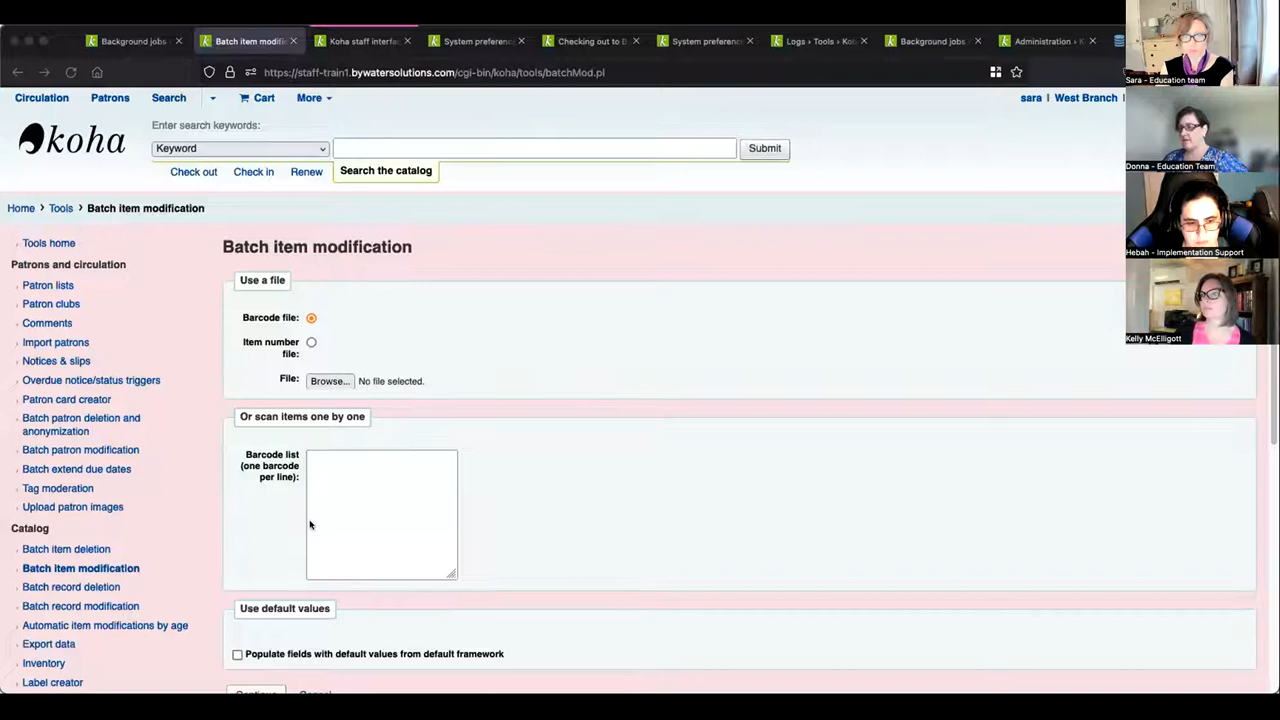 Background jobs
Batch item modifi
Koha staff interfac
System preferenc
Checking out to B
System preferenc
Logs › Tools › Koh
Background jobs
Administration › K
https://staff-train1.bywatersolutions.com/cgi-bin/koha/tools/batchMod.pl
Sara - Education team
Circulation
Patrons
Search
Cart
More
sara
West Branch
koha
Enter search keywords:
Keyword
Submit
Check out
Check in
Renew
Search the catalog
Donna - Education Team
Home › Tools › Batch item modification
Hebah - Implementation Support
Kelly McElligott
Tools home
Patrons and circulation
Patron lists
Patron clubs
Comments
Import patrons
Notices & slips
Overdue notice/status triggers
Patron card creator
Batch patron deletion and
anonymization
Batch patron modification
Batch extend due dates
Tag moderation
Upload patron images
Catalog
Batch item deletion
Batch item modification
Batch record deletion
Batch record modification
Automatic item modifications by age
Export data
Inventory
Label creator
Batch item modification
Use a file
Barcode file:
Item number
file:
File:
Browse...
No file selected.
Or scan items one by one
Barcode list
(one barcode
per line):
Use default values
Populate fields with default values from default framework